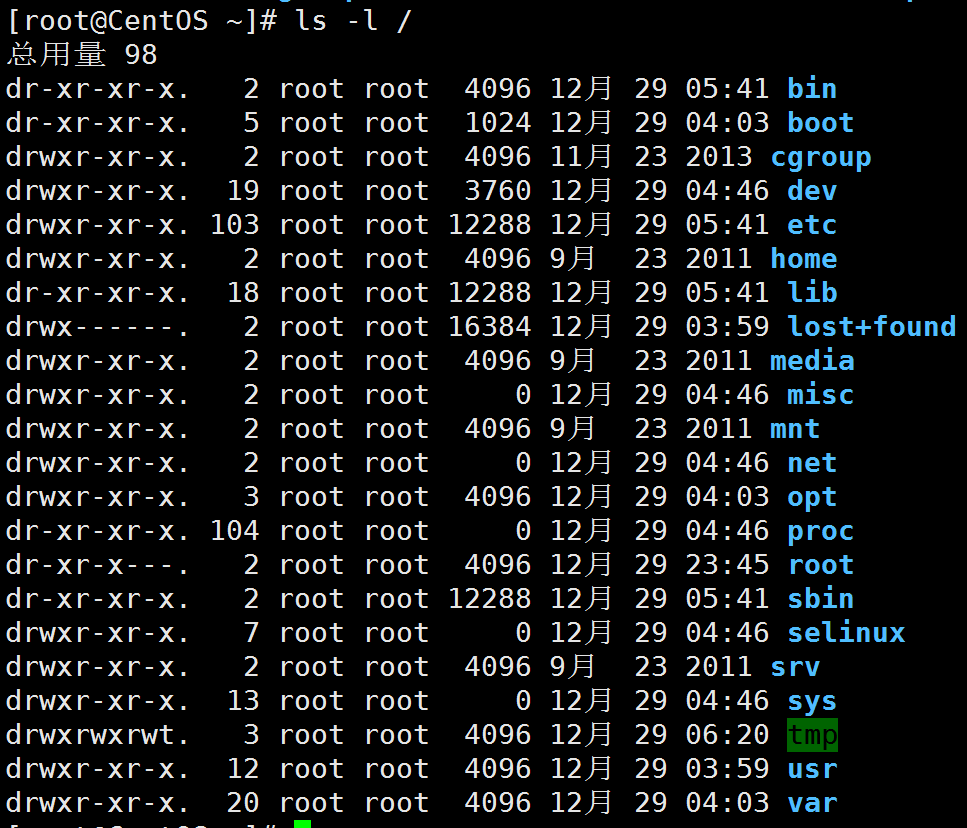 [root@CentOS ~]# ls -l /
总用量 98
dr-xr-xr-x.   2 root root  4096 12月 29 05:41 bin
dr-xr-xr-x.   5 root root  1024 12月 29 04:03 boot
drwxr-xr-x.   2 root root  4096 11月 23 2013 cgroup
drwxr-xr-x.  19 root root  3760 12月 29 04:46 dev
drwxr-xr-x. 103 root root 12288 12月 29 05:41 etc
drwxr-xr-x.   2 root root  4096 9月  23 2011 home
dr-xr-xr-x.  18 root root 12288 12月 29 05:41 lib
drwx------.   2 root root 16384 12月 29 03:59 lost+found
drwxr-xr-x.   2 root root  4096 9月  23 2011 media
drwxr-xr-x.   2 root root     0 12月 29 04:46 misc
drwxr-xr-x.   2 root root  4096 9月  23 2011 mnt
drwxr-xr-x.   2 root root     0 12月 29 04:46 net
drwxr-xr-x.   3 root root  4096 12月 29 04:03 opt
dr-xr-xr-x. 104 root root     0 12月 29 04:46 proc
dr-xr-x---.   2 root root  4096 12月 29 23:45 root
dr-xr-xr-x.   2 root root 12288 12月 29 05:41 sbin
drwxr-xr-x.   7 root root     0 12月 29 04:46 selinux
drwxr-xr-x.   2 root root  4096 9月  23 2011 srv
drwxr-xr-x.  13 root root     0 12月 29 04:46 sys
drwxrwxrwt.   3 root root  4096 12月 29 06:20 tmp
drwxr-xr-x.  12 root root  4096 12月 29 03:59 usr
drwxr-xr-x.  20 root root  4096 12月 29 04:03 var